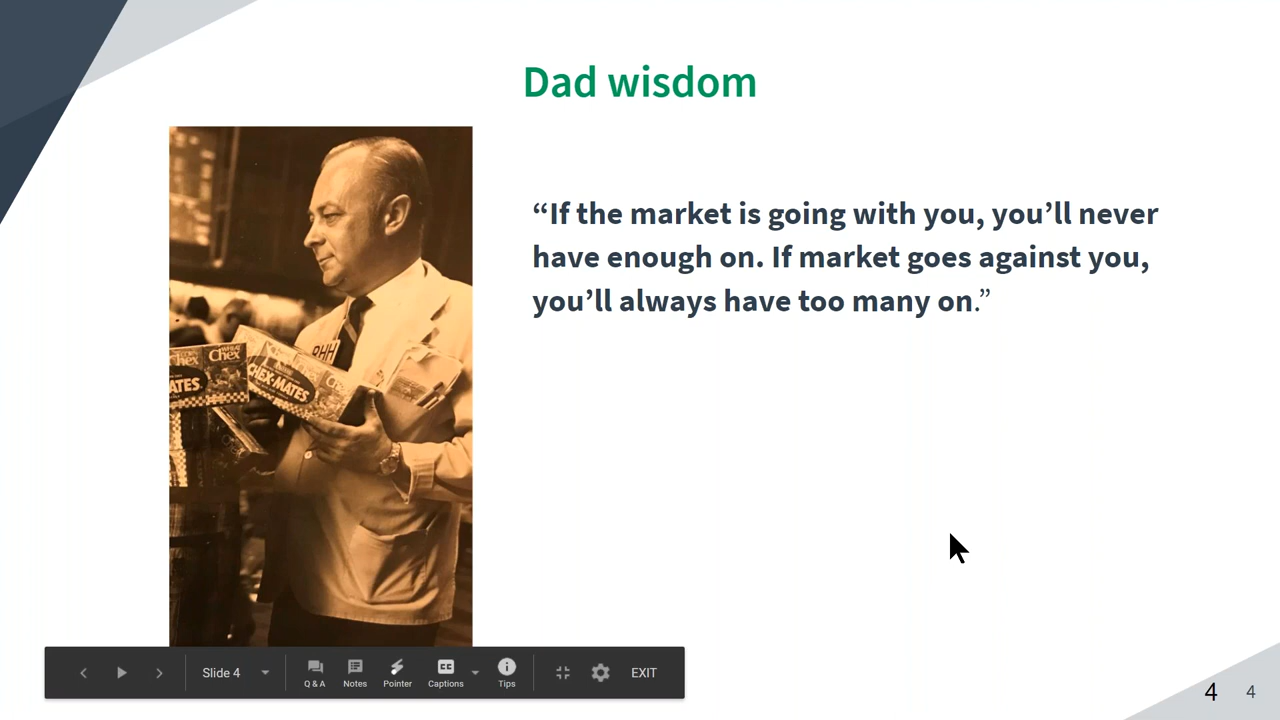 Dad wisdom
“If the market is going with you, you’ll never
have enough on. If market goes against you,
you’ll always have too many on.”
BHH
Chex
WHEAT
Chex
MATES
CHEX-MATES
Slide 4
Q & A
Notes
Pointer
Captions
Tips
EXIT
4
4